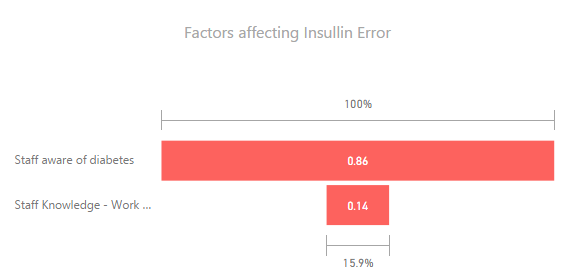 Factors affecting Insullin Error
100%
Staff aware of diabetes
0.86
Staff Knowledge - Work ...
0.14
15.9%